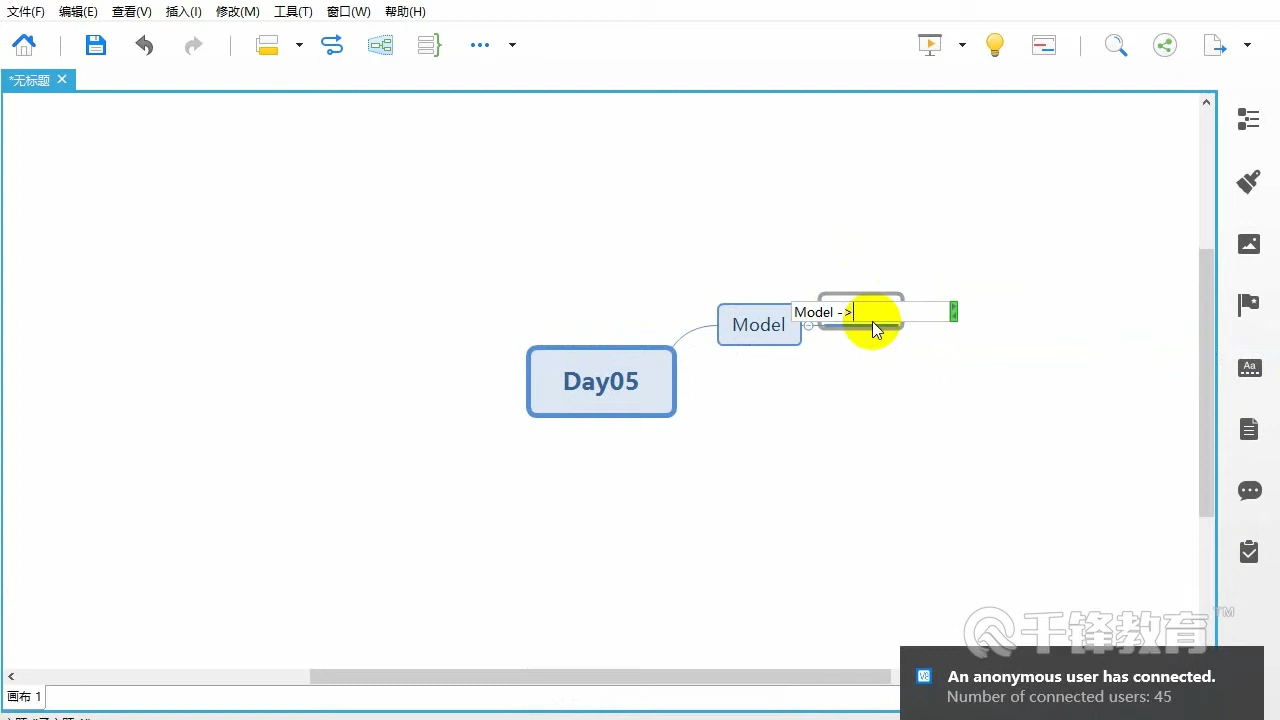 文件(F) 编辑(E) 查看(V) 插入(I) 修改(M) 工具(T) 窗口(W) 帮助(H)
*无标题
Model
Model ->
Day05
Aa
千锋教育 TM
An anonymous user has connected.
Number of connected users: 45
画布 1